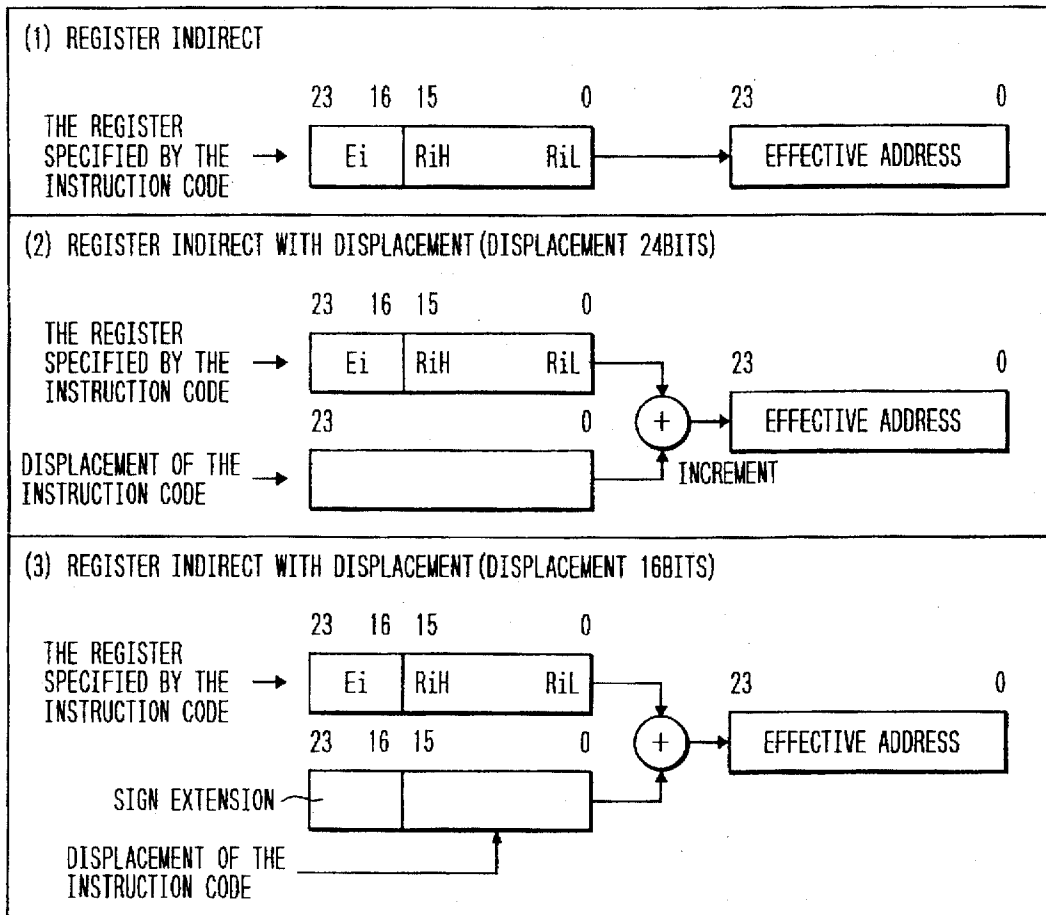 (1) REGISTER INDIRECT
23 16 15 0 23 0
THE REGISTER
SPECIFIED BY THE
INSTRUCTION CODE
Ei RiH RiL EFFECTIVE ADDRESS
(2) REGISTER INDIRECT WITH DISPLACEMENT(DISPLACEMENT 24BITS)
23 16 15 0
THE REGISTER
SPECIFIED BY THE
INSTRUCTION CODE
Ei RiH RiL
23 0
23 0
+
EFFECTIVE ADDRESS
INCREMENT
DISPLACEMENT OF THE
INSTRUCTION CODE
(3) REGISTER INDIRECT WITH DISPLACEMENT(DISPLACEMENT 16BITS)
23 16 15 0
THE REGISTER
SPECIFIED BY THE
INSTRUCTION CODE
Ei RiH RiL
23 0
23 16 15 0
+
EFFECTIVE ADDRESS
SIGN EXTENSION
DISPLACEMENT OF THE
INSTRUCTION CODE